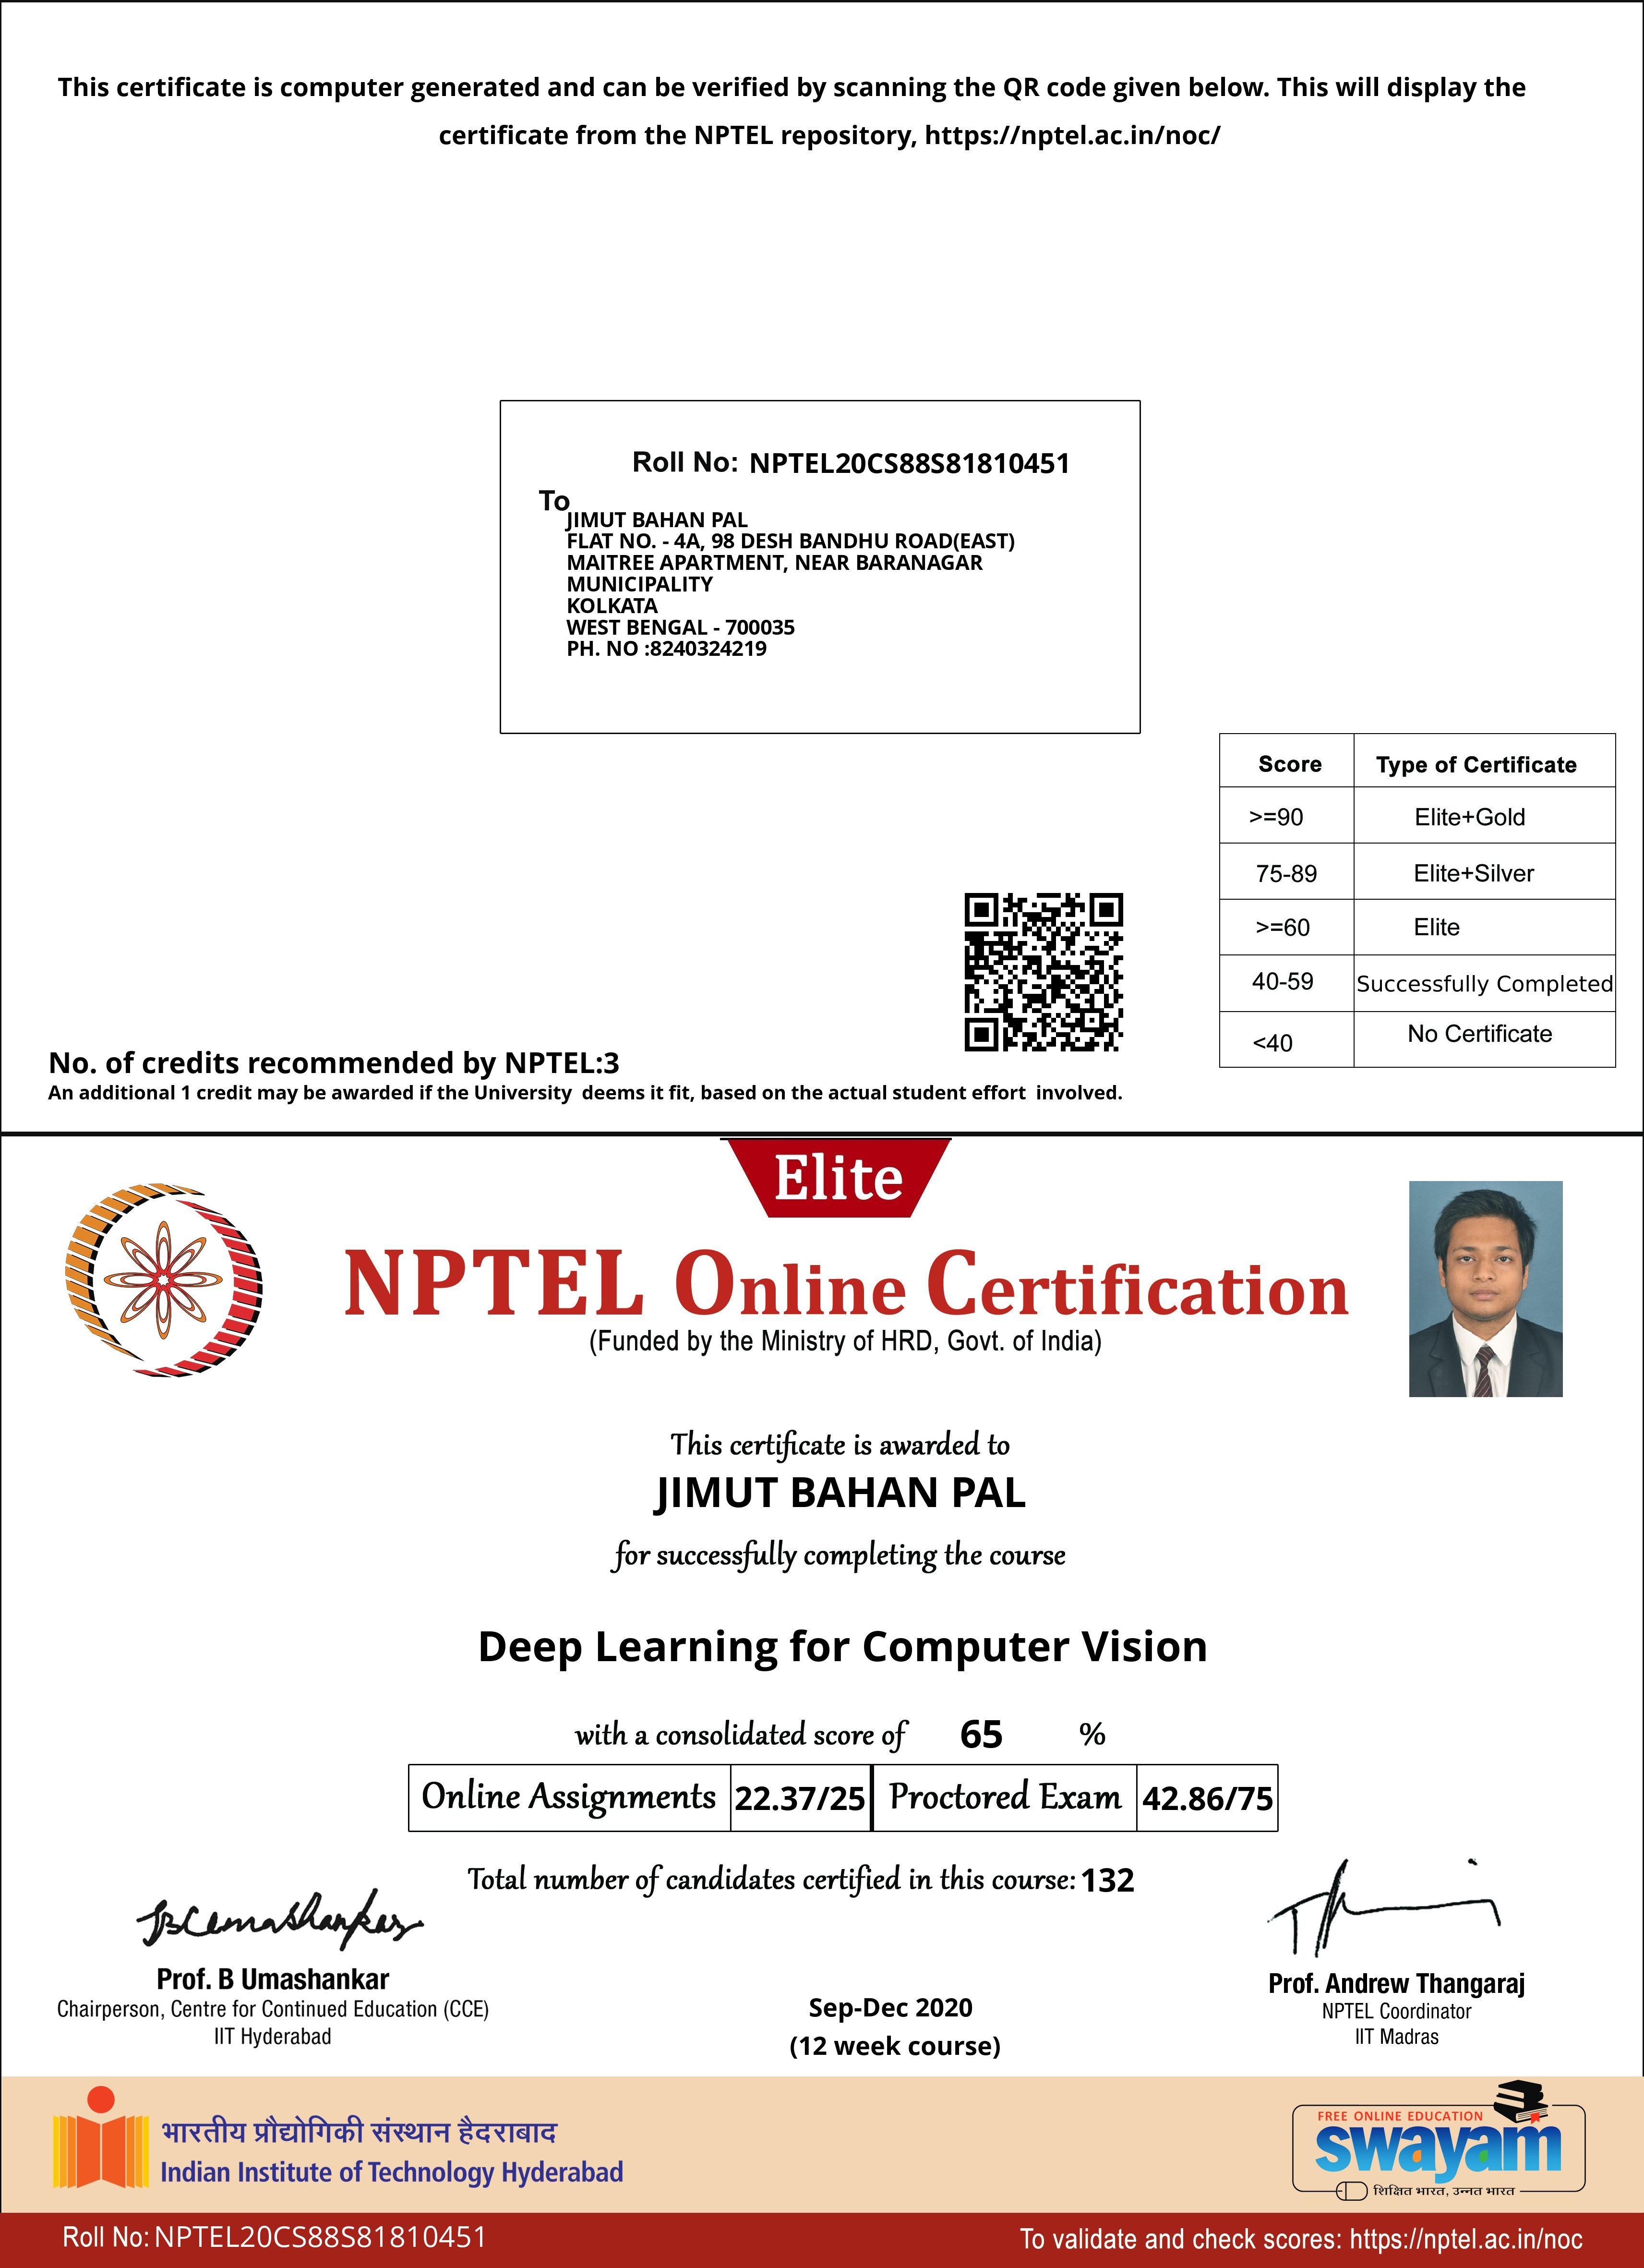 This certificate is computer generated and can be verified by scanning the QR code given below. This will display the
certificate from the NPTEL repository, https://nptel.ac.in/noc/
Roll No: NPTEL20CS88S81810451
To
JIMUT BAHAN PAL
FLAT NO. - 4A, 98 DESH BANDHU ROAD(EAST)
MAITREE APARTMENT, NEAR BARANAGAR
MUNICIPALITY
KOLKATA
WEST BENGAL - 700035
PH. NO :8240324219
Score Type of Certificate
>=90 Elite+Gold
75-89 Elite+Silver
>=60 Elite
40-59 Successfully Completed
<40 No Certificate
No. of credits recommended by NPTEL:3
An additional 1 credit may be awarded if the University deems it fit, based on the actual student effort involved.
Elite
NPTEL Online Certification
(Funded by the Ministry of HRD, Govt. of India)
This certificate is awarded to
JIMUT BAHAN PAL
for successfully completing the course
Deep Learning for Computer Vision
with a consolidated score of 65 %
Online Assignments 22.37/25 Proctored Exam 42.86/75
Total number of candidates certified in this course: 132
Prof. B Umashankar
Chairperson, Centre for Continued Education (CCE)
IIT Hyderabad
Sep-Dec 2020
(12 week course)
Prof. Andrew Thangaraj
NPTEL Coordinator
IIT Madras
भारतीय प्रौद्योगिकी संस्थान हैदराबाद
Indian Institute of Technology Hyderabad
FREE ONLINE EDUCATION
swayam
शिक्षित भारत, उन्नत भारत
Roll No: NPTEL20CS88S81810451
To validate and check scores: https://nptel.ac.in/noc